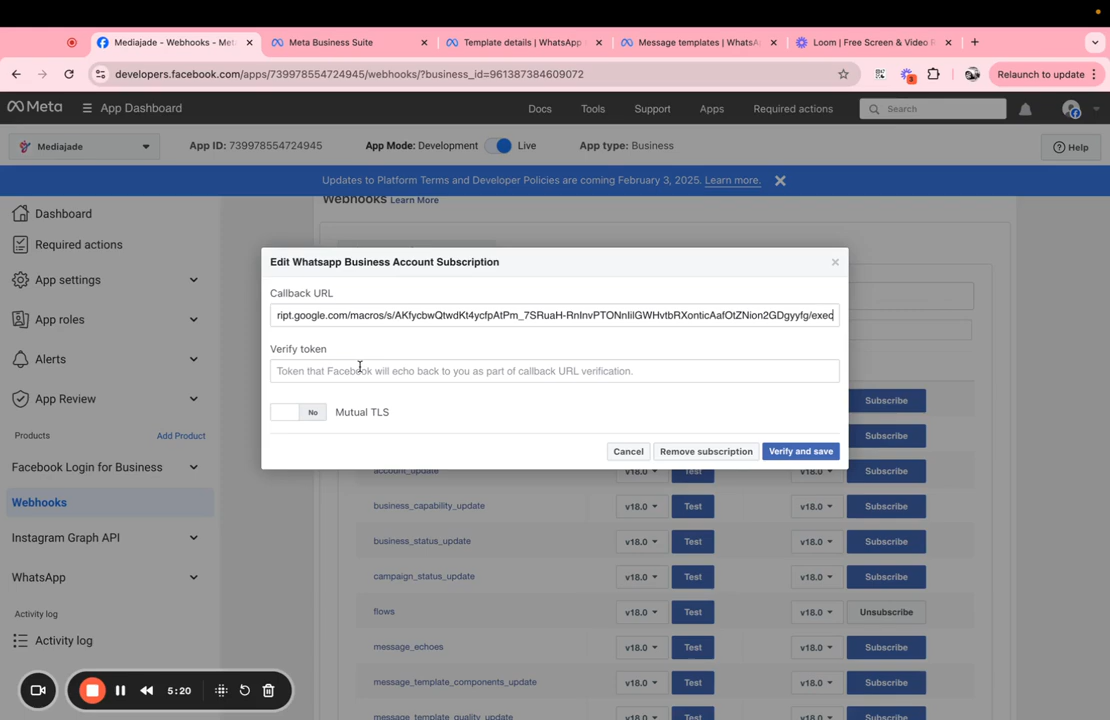 Mediajade - Webhooks - Met
Meta Business Suite
Template details | WhatsApp
Message templates | WhatsA
Loom | Free Screen & Video R
developers.facebook.com/apps/739978554724945/webhooks/?business_id=961387384609072
3
Relaunch to update
Meta
App Dashboard
Docs
Tools
Support
Apps
Required actions
Search
Mediajade
App ID: 739978554724945
App Mode: Development
Live
App type: Business
Help
Updates to Platform Terms and Developer Policies are coming February 3, 2025. Learn more.
Webhooks Learn More
Dashboard
Required actions
App settings
App roles
Alerts
App Review
Products
Add Product
Facebook Login for Business
Webhooks
Instagram Graph API
WhatsApp
Activity log
Activity log
Edit Whatsapp Business Account Subscription
Callback URL
ript.google.com/macros/s/AKfycbwQtwdKt4ycfpAtPm_7SRuaH-RnInvPTONnIilGWHvtbRXonticAafOtZNion2GDgyyfg/exec
Verify token
Token that Facebook will echo back to you as part of callback URL verification.
No
Mutual TLS
Cancel
Remove subscription
Verify and save
Subscribe
Subscribe
account_update
v18.0
Test
v18.0
Subscribe
business_capability_update
v18.0
Test
v18.0
Subscribe
business_status_update
v18.0
Test
v18.0
Subscribe
campaign_status_update
v18.0
Test
v18.0
Subscribe
flows
v18.0
Test
v18.0
Unsubscribe
message_echoes
v18.0
Test
v18.0
Subscribe
message_template_components_update
v18.0
Test
v18.0
Subscribe
message_template_quality_update
v18.0
Test
v18.0
Subscribe
5:20